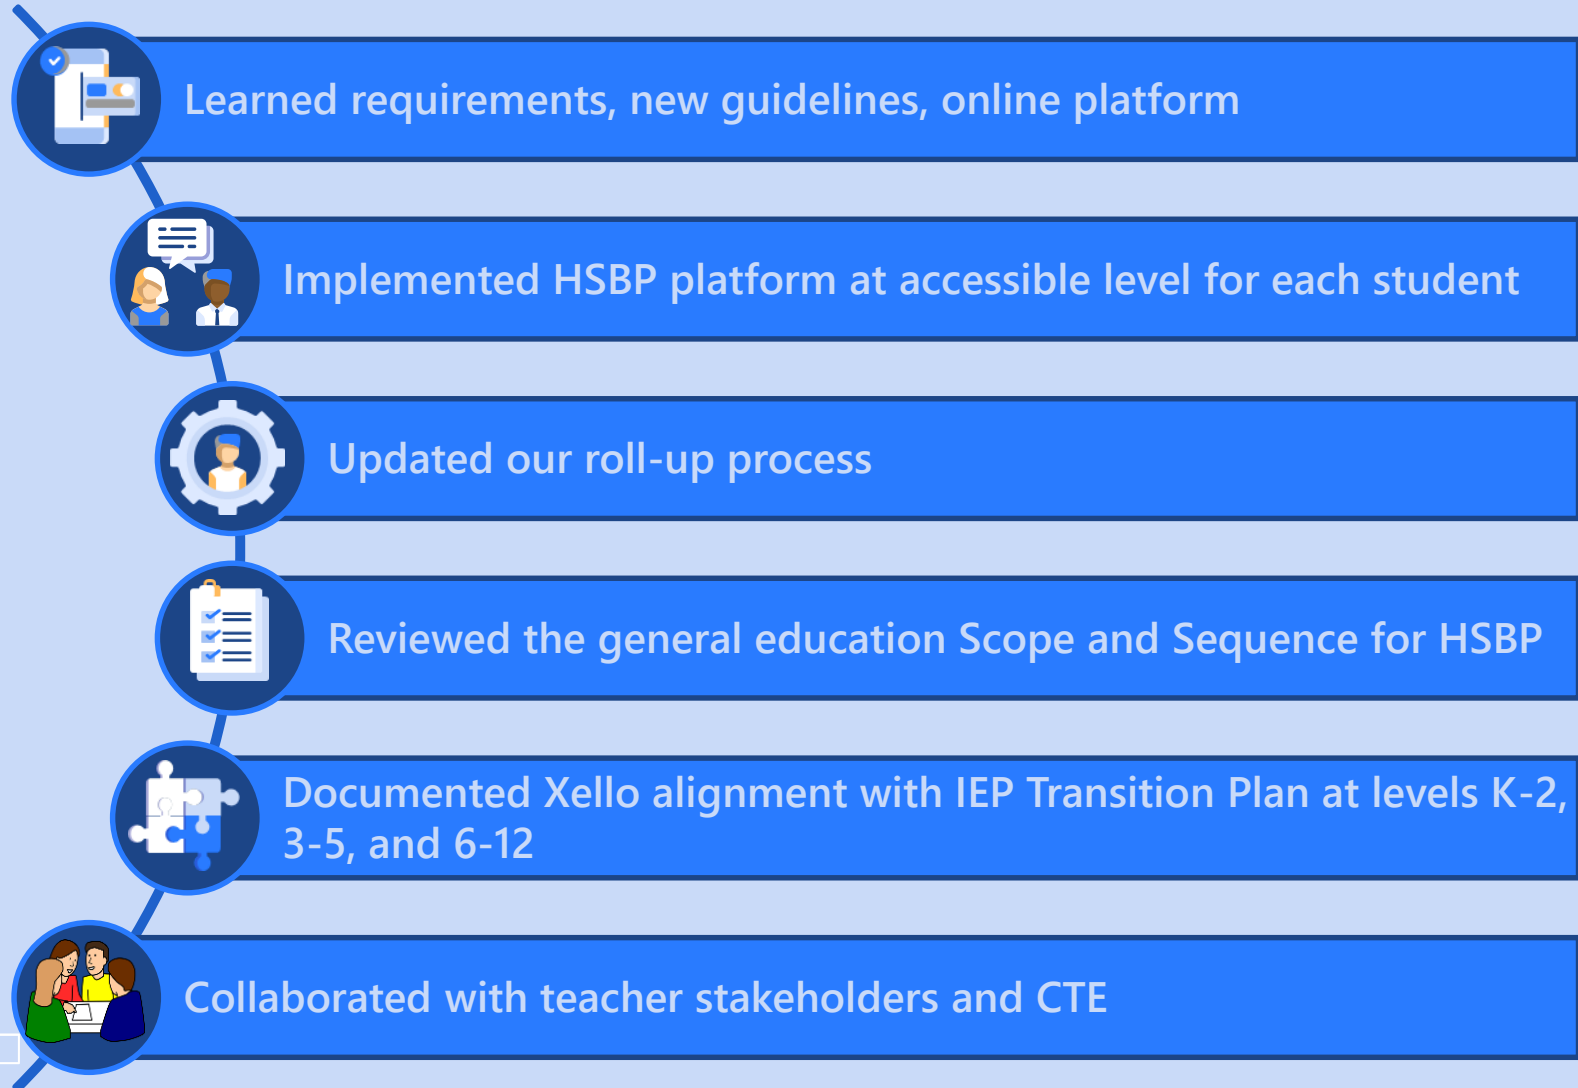 Learned requirements, new guidelines, online platform
Implemented HSBP platform at accessible level for each student
Updated our roll-up process
Reviewed the general education Scope and Sequence for HSBP
Documented Xello alignment with IEP Transition Plan at levels K-2,
3-5, and 6-12
Collaborated with teacher stakeholders and CTE